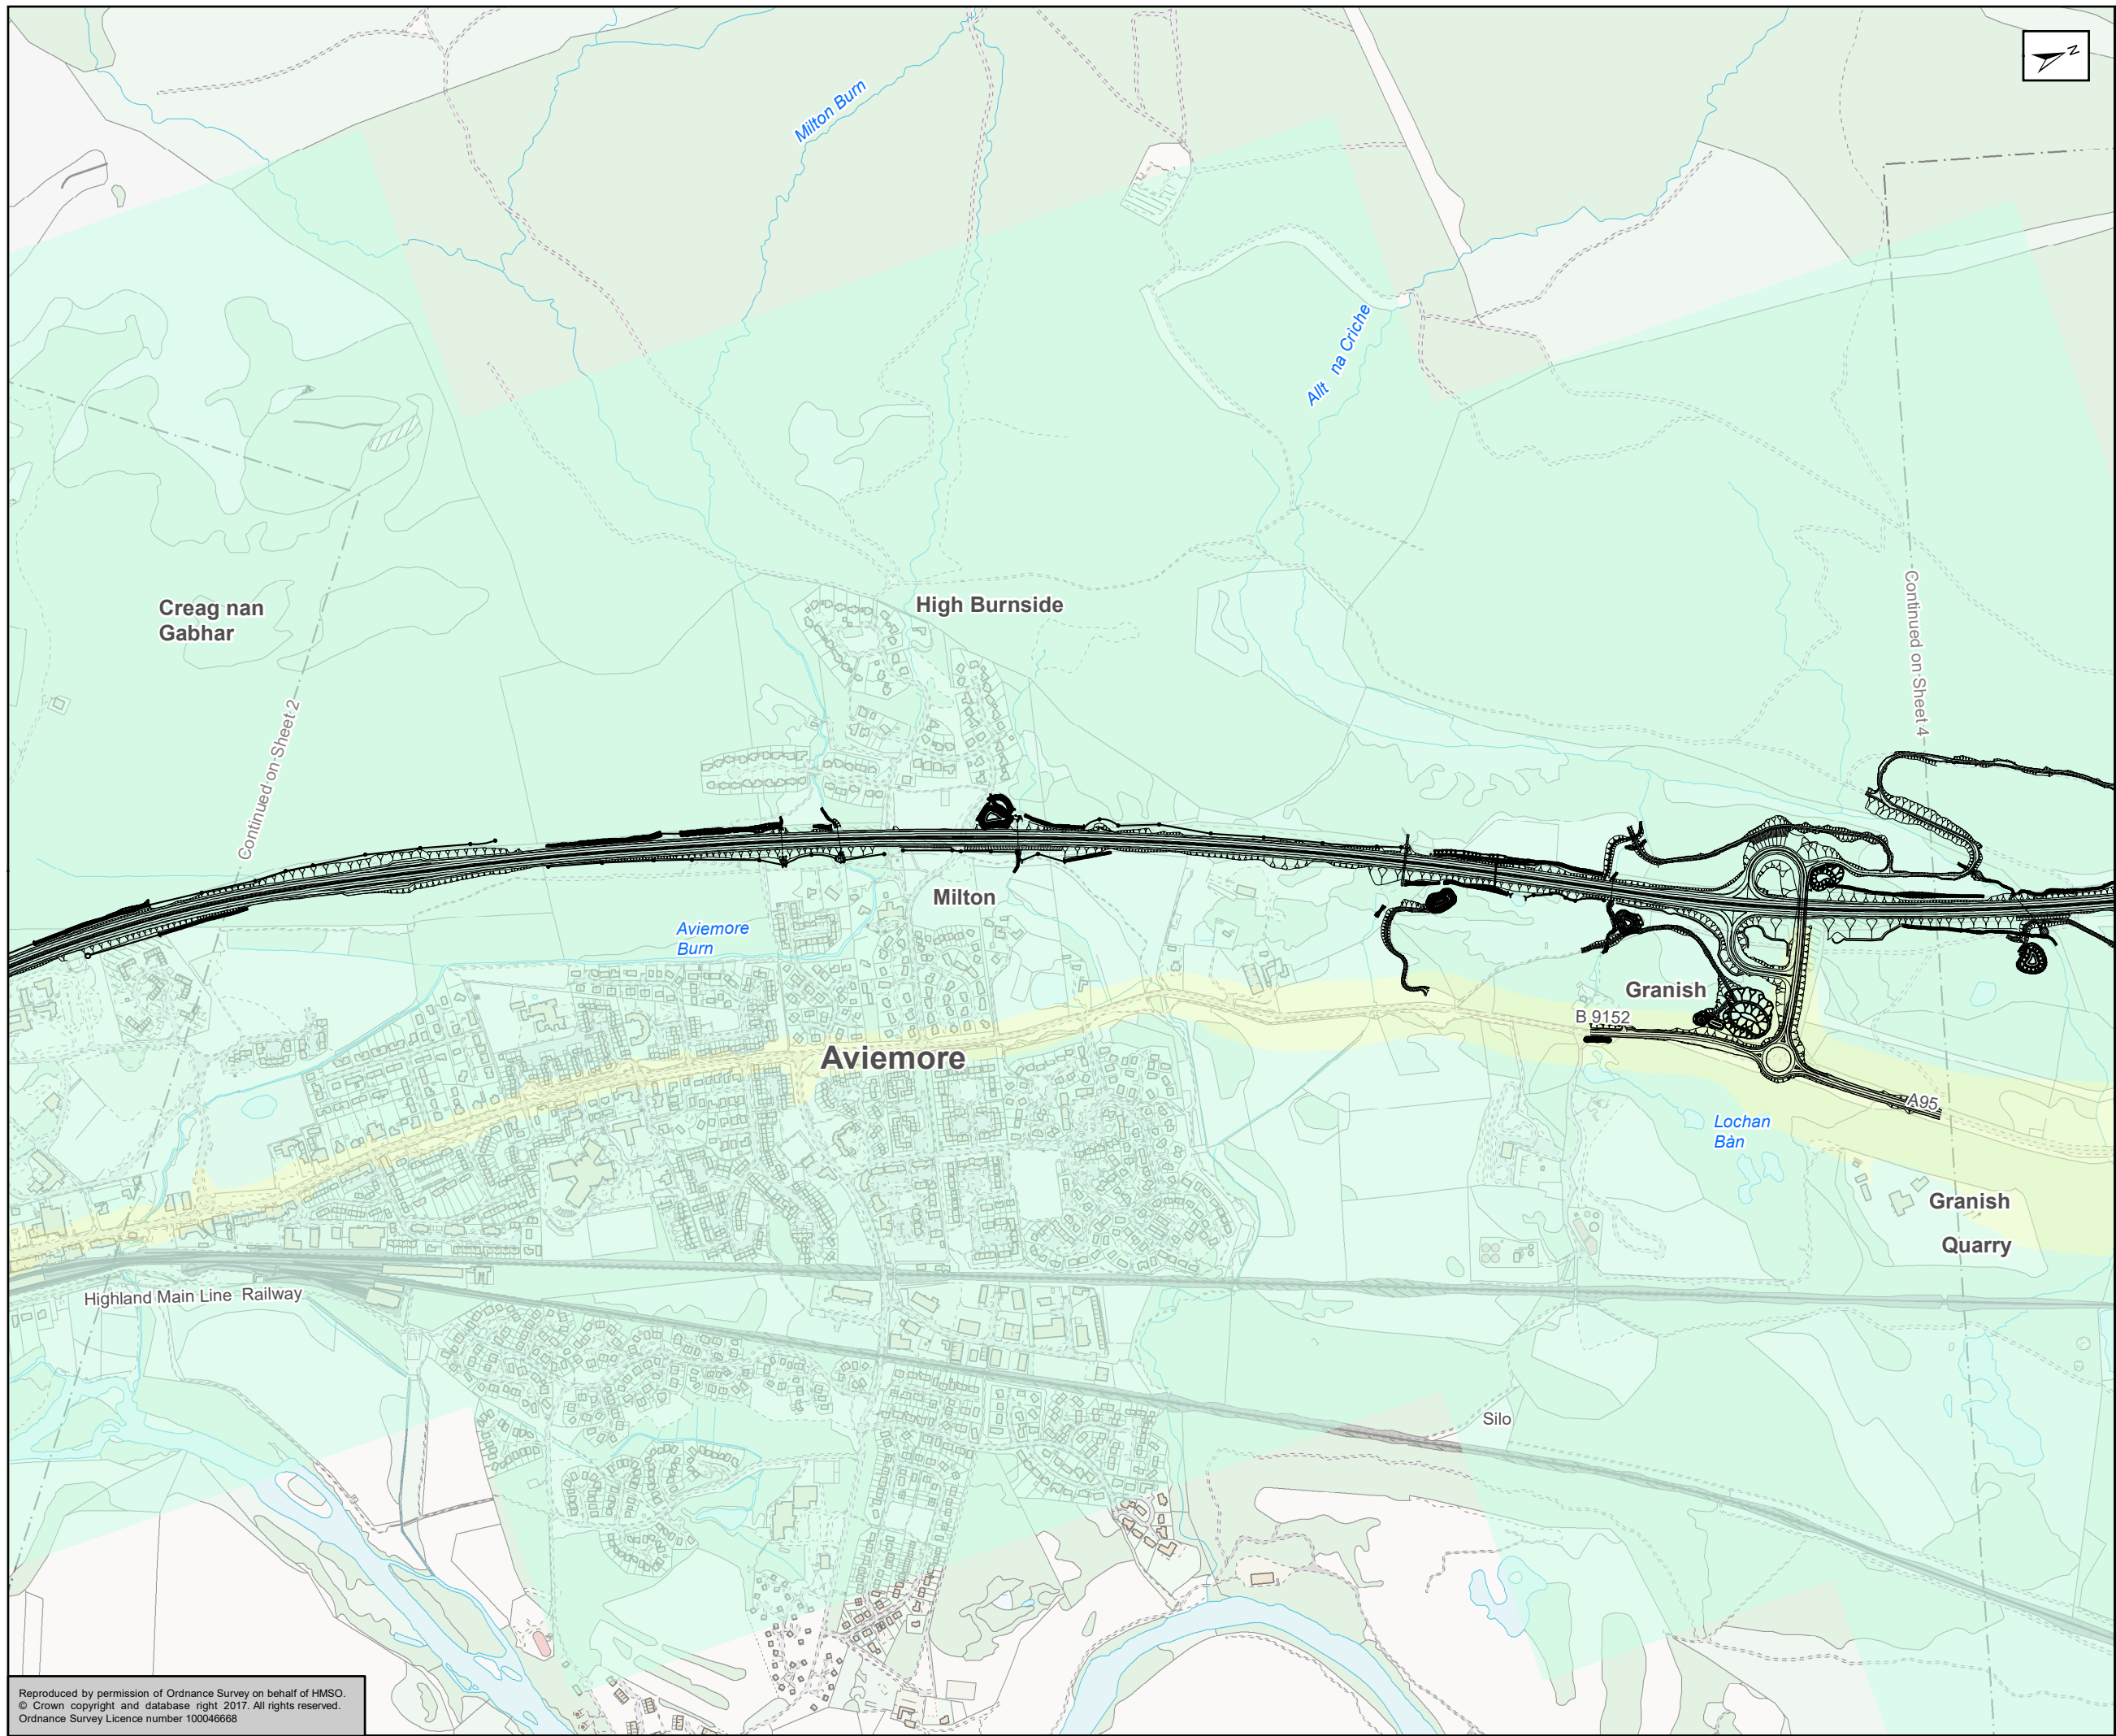 N
Milton Burn
Allt na Criche
Creag nan
Gabhar
High Burnside
Continued on Sheet 2
Continued on Sheet 4
Milton
Aviemore
Burn
Granish
B 9152
Aviemore
A95
Lochan
Bàn
Granish
Quarry
Highland Main Line Railway
Silo
Reproduced by permission of Ordnance Survey on behalf of HMSO.
© Crown copyright and database right 2017. All rights reserved.
Ordnance Survey Licence number 100046668